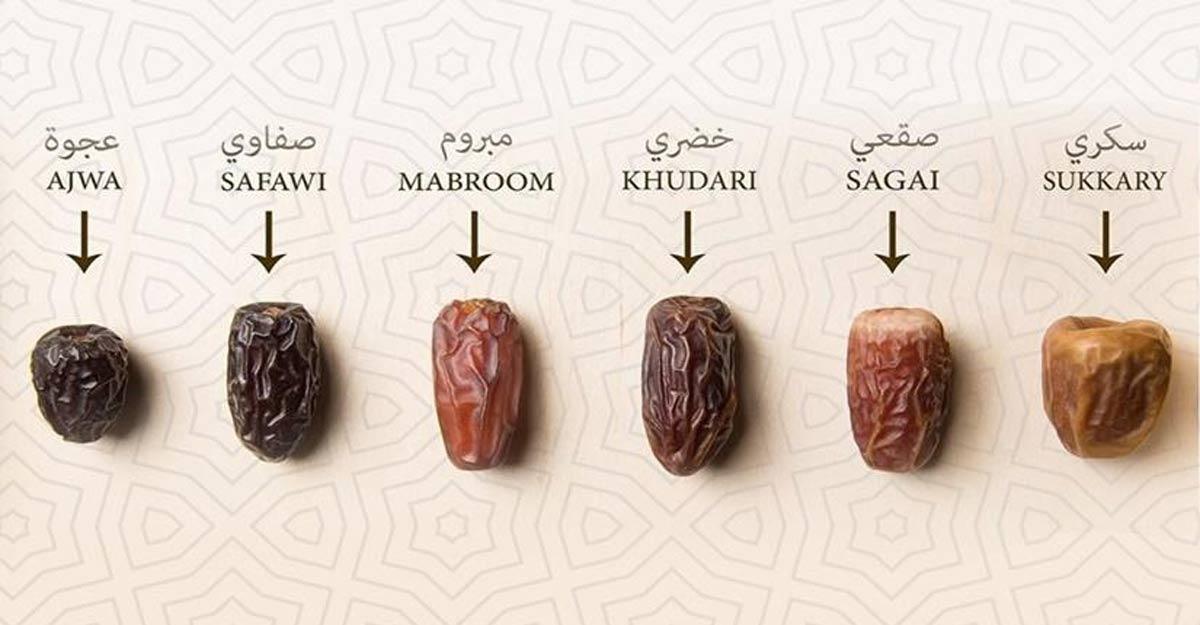 عجوة
AJWA
صفاوي
SAFAWI
مبروم
MABROOM
خضري
KHUDARI
صقعي
SAGAI
سكري
SUKKARY